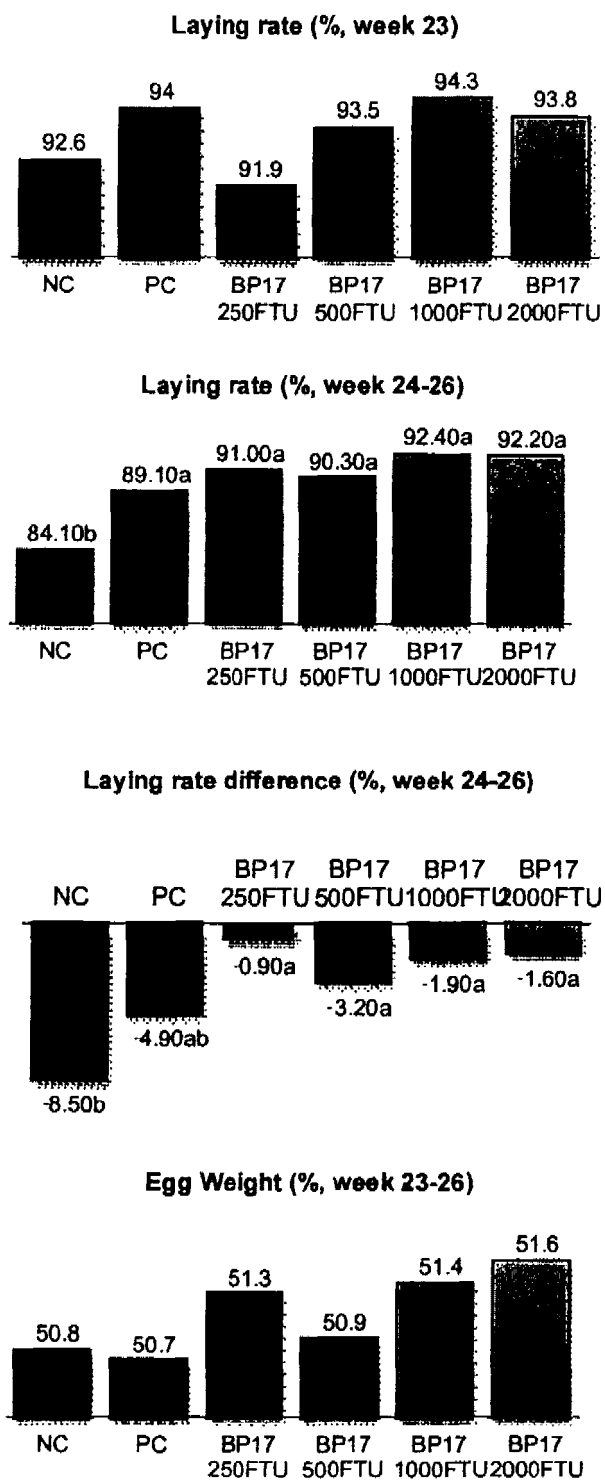 Laying rate (%, week 23)
92.6 94 91.9 93.5 94.3 93.8
NC PC BP17 BP17 BP17 BP17
250FTU 500FTU 1000FTU 2000FTU
Laying rate (%, week 24-26)
84.10b 89.10a 91.00a 90.30a 92.40a 92.20a
NC PC BP17 BP17 BP17 BP17
250FTU 500FTU 1000FTU 2000FTU
Laying rate difference (%, week 24-26)
BP17 BP17 BP17 BP17
NC PC 250FTU 500FTU 1000FTU 2000FTU
-8.50b -4.90ab -0.90a -3.20a -1.90a -1.60a
Egg Weight (%, week 23-26)
50.8 50.7 51.3 50.9 51.4 51.6
NC PC BP17 BP17 BP17 BP17
250FTU 500FTU 1000FTU 2000FTU